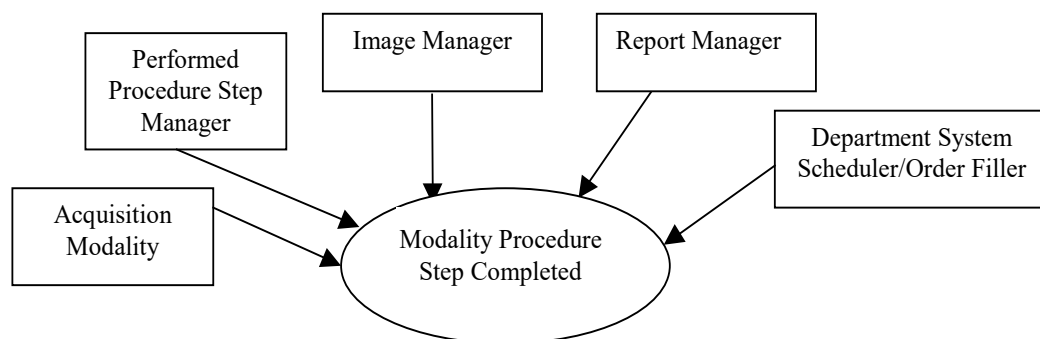 Image Manager
Report Manager
Performed
Procedure Step
Manager
Department System
Scheduler/Order Filler
Acquisition
Modality
Modality Procedure
Step Completed